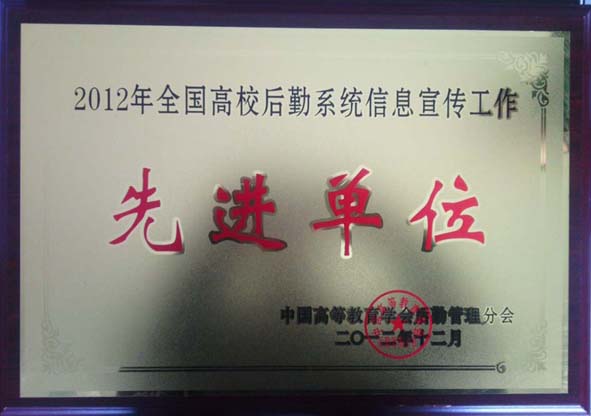 2012年全国高校后勤系统信息宣传工作
先进单位
中国高等教育学会后勤管理分会
二〇一二年十二月